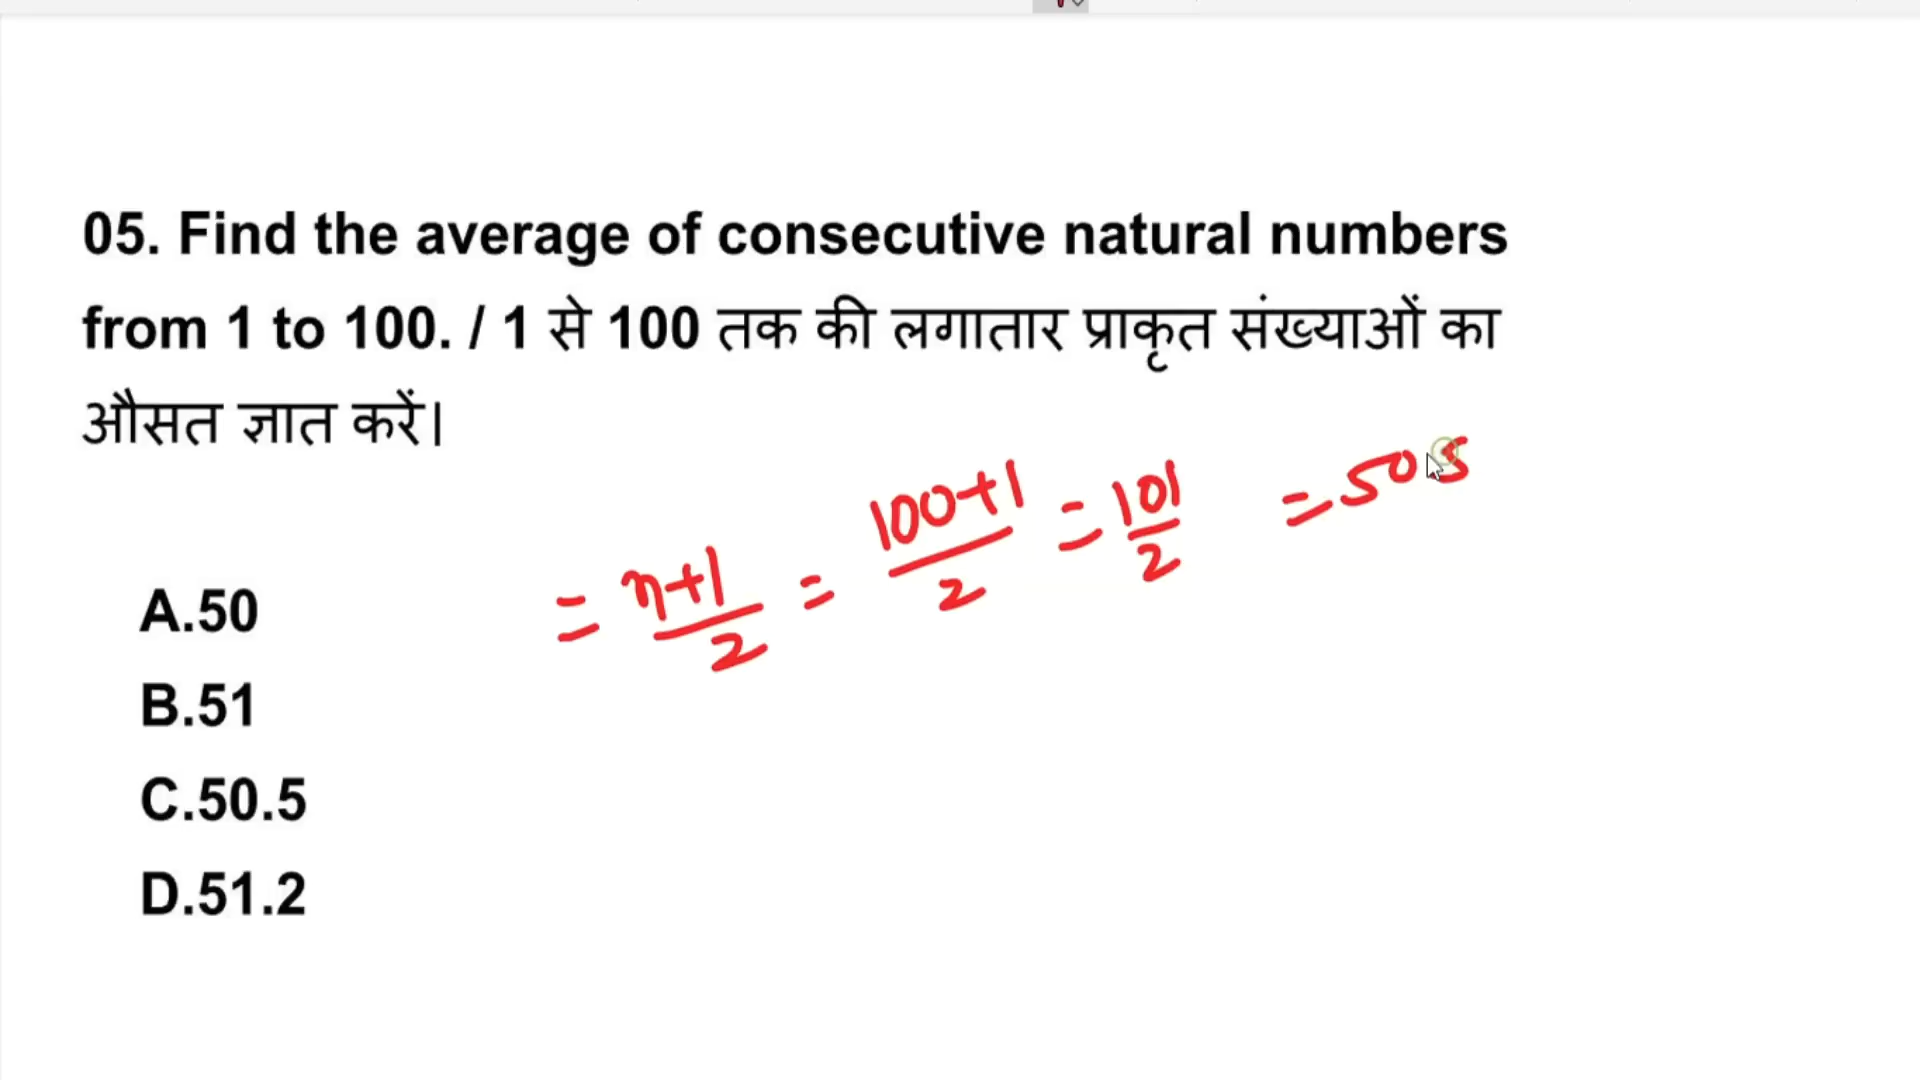 05. Find the average of consecutive natural numbers
from 1 to 100. / 1 से 100 तक की लगातार प्राकृत संख्याओं का
औसत ज्ञात करें।
= n+1/2 = 100+1/2 = 101/2 = 50.5
A.50
B.51
C.50.5
D.51.2